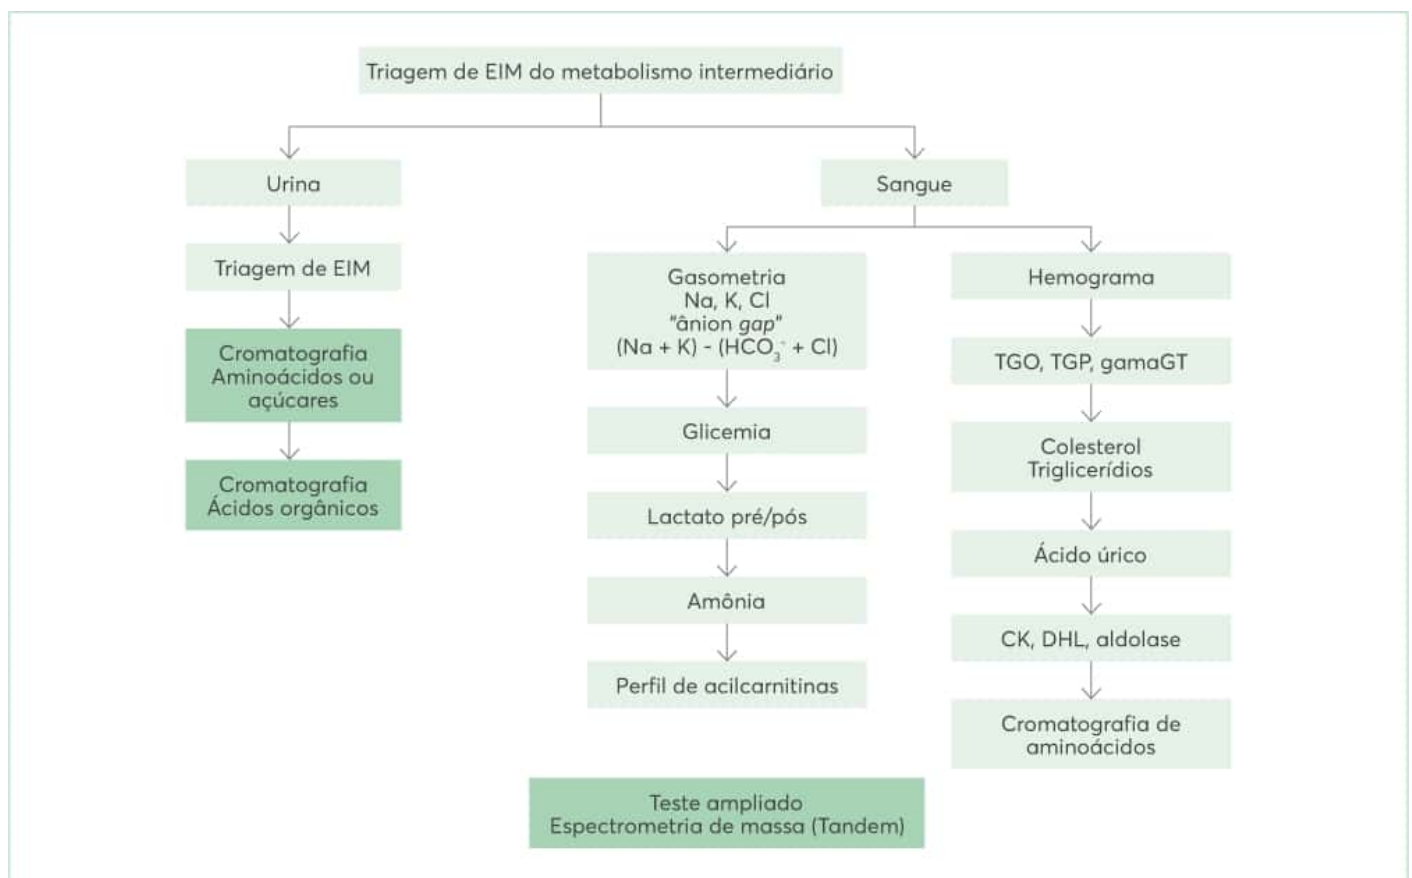 Triagem de EIM do metabolismo intermediário
Urina
Triagem de EIM
Cromatografia
Aminoácidos ou
açúcares
Cromatografia
Ácidos orgânicos
Sangue
Gasometria
Na, K, Cl
"ânion gap"
(Na + K) - (HCO₃⁻ + Cl)
Glicemia
Lactato pré/pós
Amônia
Perfil de acilcarnitinas
Hemograma
TGO, TGP, gamaGT
Colesterol
Triglicerídios
Ácido úrico
CK, DHL, aldolase
Cromatografia de
aminoácidos
Teste ampliado
Espectrometria de massa (Tandem)